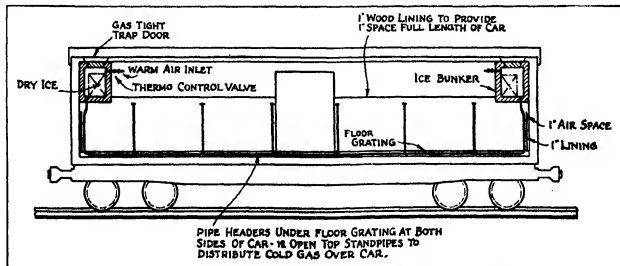 GAS TIGHT
TRAP DOOR
1" WOOD LINING TO PROVIDE
1" SPACE FULL LENGTH OF CAR
WARM AIR INLET
DRY ICE
THERMO CONTROL VALVE
ICE BUNKER
1" AIR SPACE
FLOOR
GRATING
1" LINING
PIPE HEADERS UNDER FLOOR GRATING AT BOTH
SIDES OF CAR - 12 OPEN TOP STANDPIPES TO
DISTRIBUTE COLD GAS OVER CAR.